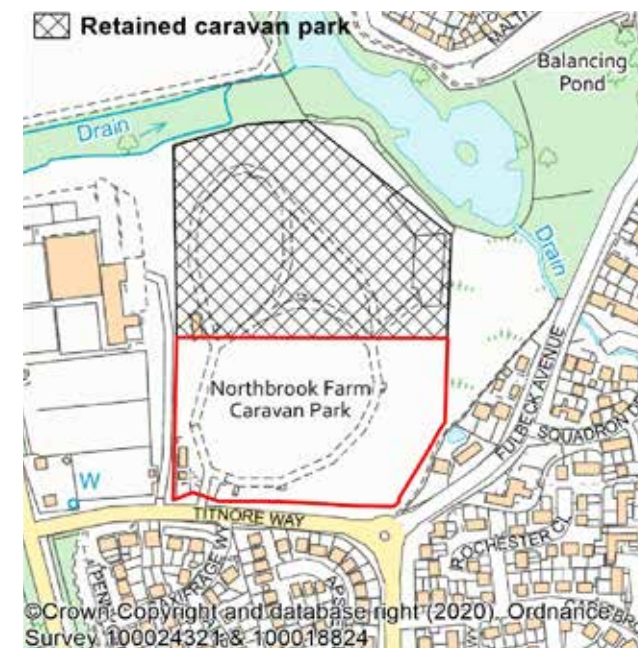 Retained caravan park
Balancing
Pond
Drain
Drain
Northbrook Farm
Caravan Park
FULBECK AVENUE
W
TITNORE WAY
ROCHESTER CL
©Crown Copyright and database right (2020). Ordnance
Survey 100024321 & 100018824